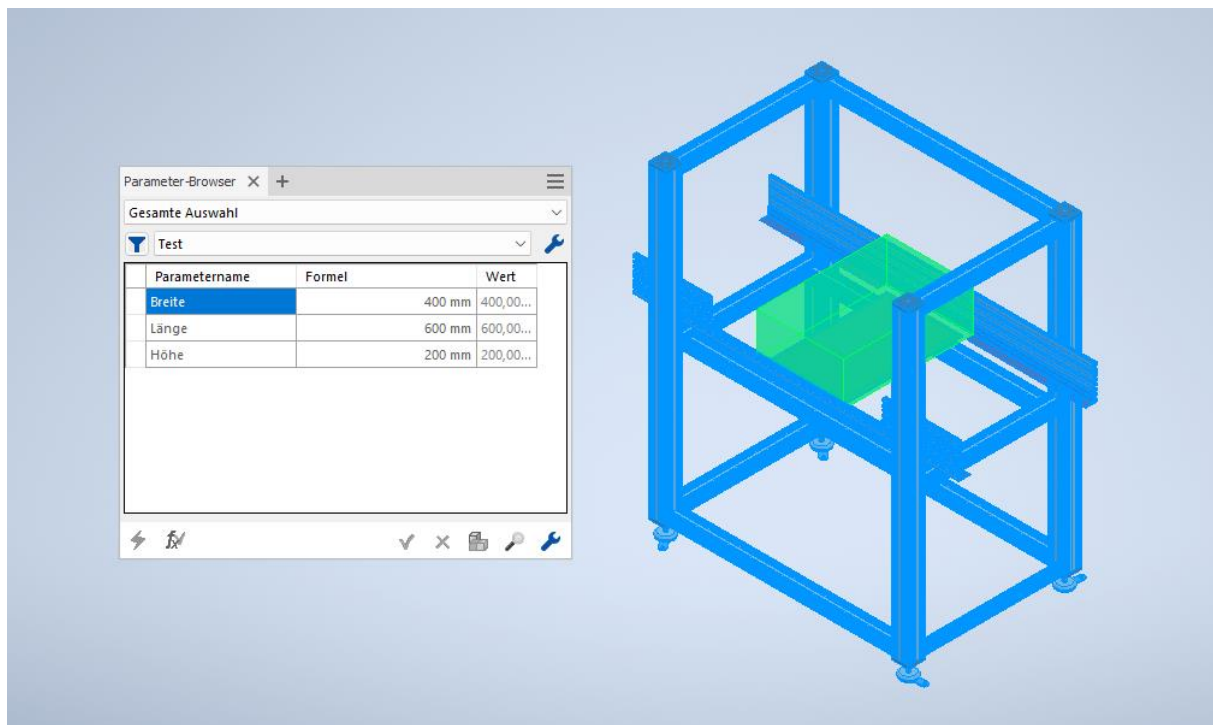 Parameter-Browser
Gesamte Auswahl
Test
Parametername Formel Wert
Breite 400 mm 400,00...
Länge 600 mm 600,00...
Höhe 200 mm 200,00...
fx